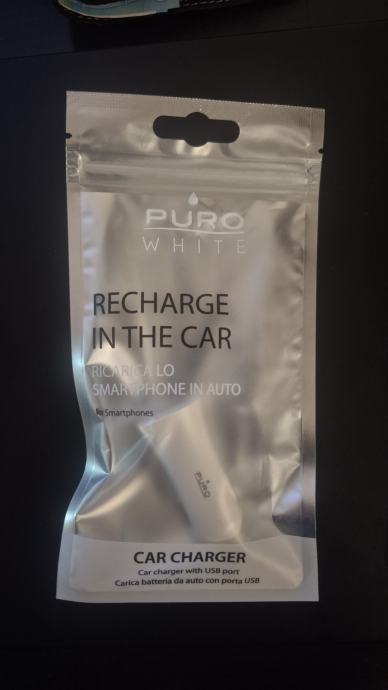 PURO
WHITE
RECHARGE
IN THE CAR
RICARICA LO
SMARTPHONE IN AUTO
for Smartphones
PURO
CAR CHARGER
Car charger with USB port
Carica batteria da auto con porta USB